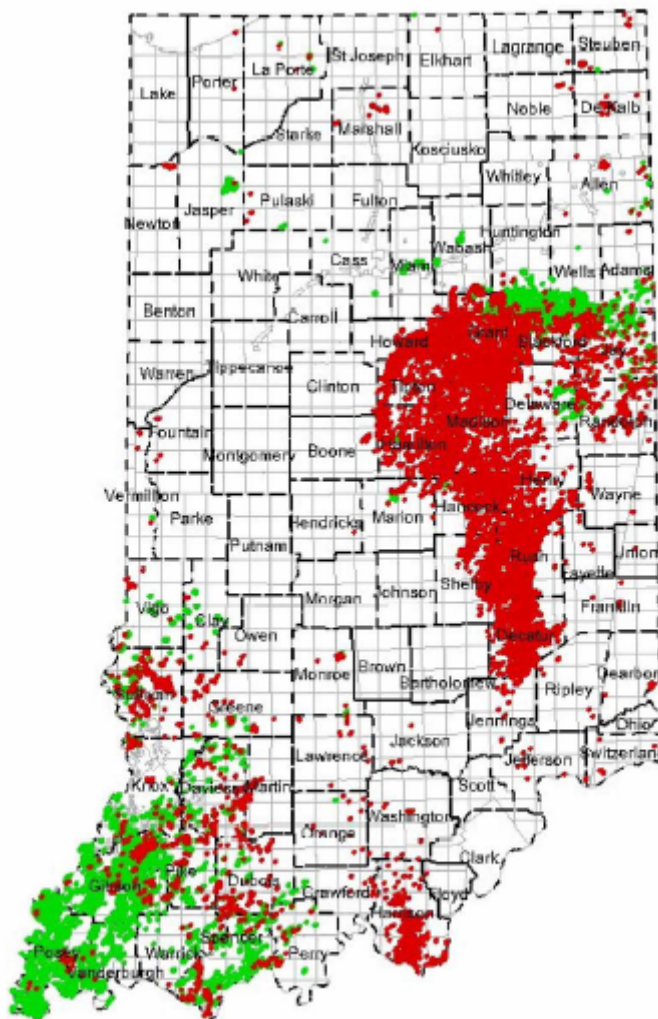 Lake
Porter
La Porte
St Joseph
Elkhart
Lagrange
Steuben
Noble
De Kalb
Starke
Marshall
Kosciusko
Whitley
Allen
Newton
Jasper
Pulaski
Fulton
Huntington
Wabash
Cass
Miami
White
Wells
Adams
Benton
Carroll
Howard
Grant
Blackford
Jay
Warren
Tippecanoe
Clinton
Tipton
Madison
Delaware
Randolph
Fountain
Montgomery
Boone
Hamilton
Henry
Wayne
Vermillion
Parke
Putnam
Hendricks
Marion
Hancock
Rush
Fayette
Union
Vigo
Clay
Owen
Morgan
Johnson
Shelby
Franklin
Decatur
Sullivan
Greene
Monroe
Brown
Bartholomew
Ripley
Dearborn
Jennings
Ohio
Knox
Daviess
Martin
Lawrence
Jackson
Jefferson
Switzerland
Scott
Orange
Washington
Clark
Gibson
Pike
Dubois
Crawford
Floyd
Harrison
Posey
Vanderburgh
Warrick
Spencer
Perry